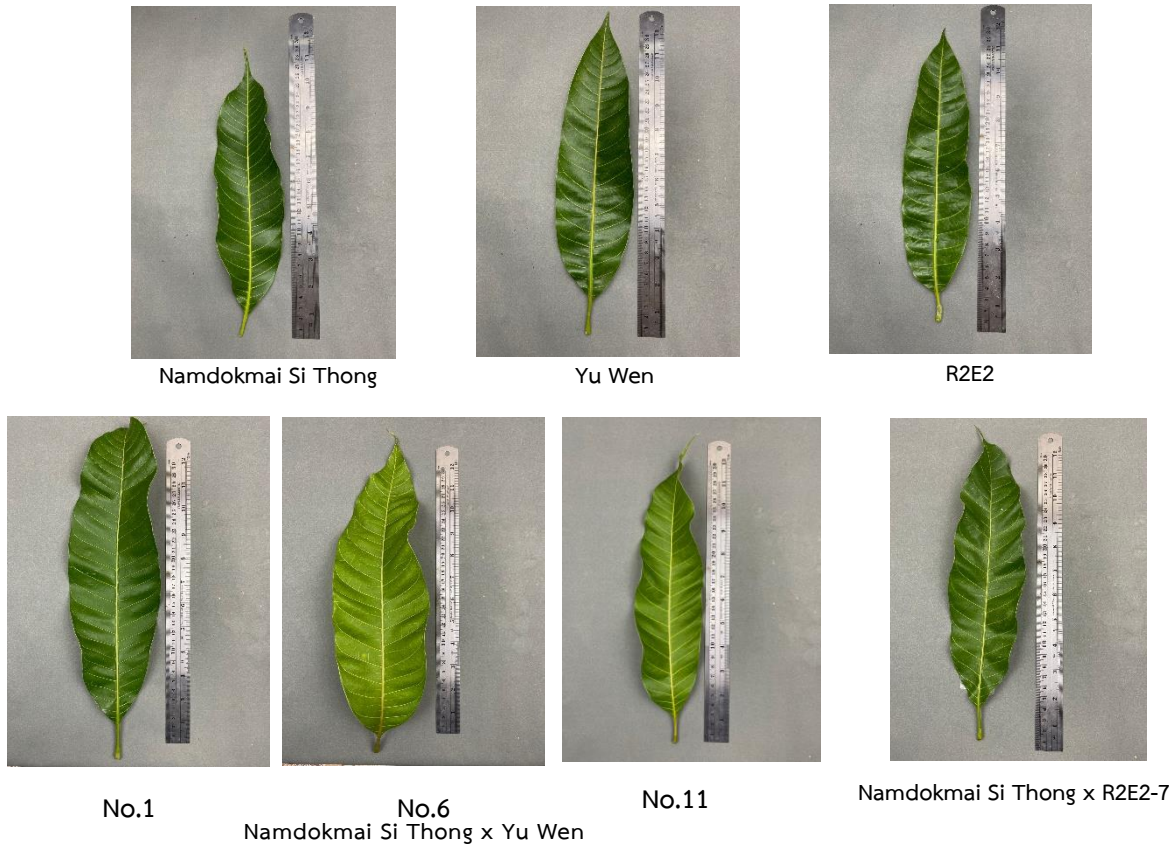 Namdokmai Si Thong
Yu Wen
R2E2
No.1
No.6
No.11
Namdokmai Si Thong x R2E2-7
Namdokmai Si Thong x Yu Wen